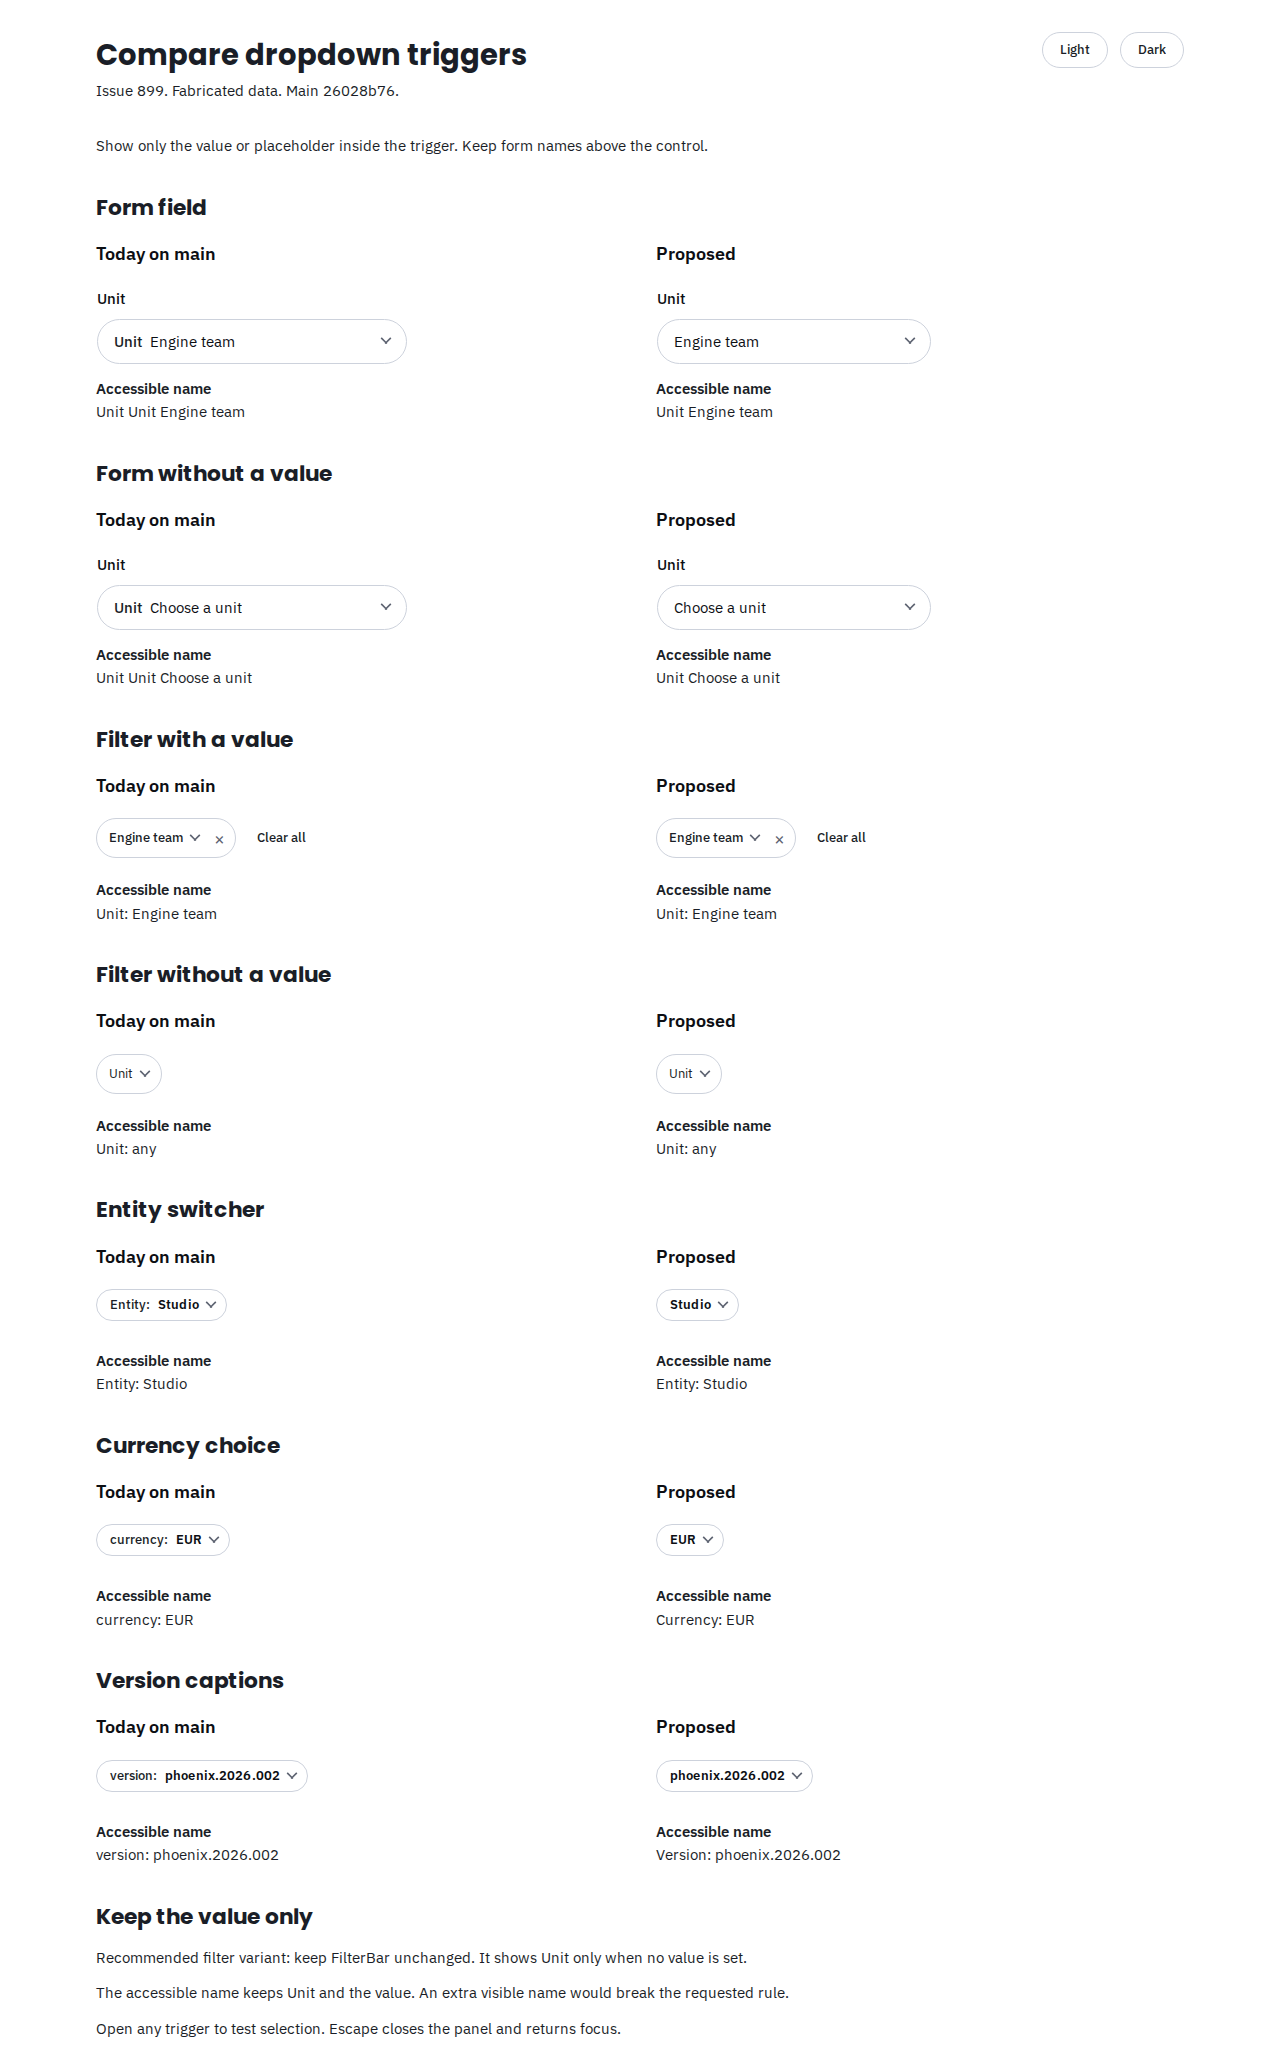 Compare dropdown triggers
Light
Dark
Issue 899. Fabricated data. Main 26028b76.
Show only the value or placeholder inside the trigger. Keep form names above the control.
Form field
Today on main
Proposed
Unit
Unit
Unit Engine team
Engine team
Accessible name
Accessible name
Unit Unit Engine team
Unit Engine team
Form without a value
Today on main
Proposed
Unit
Unit
Unit Choose a unit
Choose a unit
Accessible name
Accessible name
Unit Unit Choose a unit
Unit Choose a unit
Filter with a value
Today on main
Proposed
Engine team × Clear all
Engine team × Clear all
Accessible name
Accessible name
Unit: Engine team
Unit: Engine team
Filter without a value
Today on main
Proposed
Unit
Unit
Accessible name
Accessible name
Unit: any
Unit: any
Entity switcher
Today on main
Proposed
Entity: Studio
Studio
Accessible name
Accessible name
Entity: Studio
Entity: Studio
Currency choice
Today on main
Proposed
currency: EUR
EUR
Accessible name
Accessible name
currency: EUR
Currency: EUR
Version captions
Today on main
Proposed
version: phoenix.2026.002
phoenix.2026.002
Accessible name
Accessible name
version: phoenix.2026.002
Version: phoenix.2026.002
Keep the value only
Recommended filter variant: keep FilterBar unchanged. It shows Unit only when no value is set.
The accessible name keeps Unit and the value. An extra visible name would break the requested rule.
Open any trigger to test selection. Escape closes the panel and returns focus.